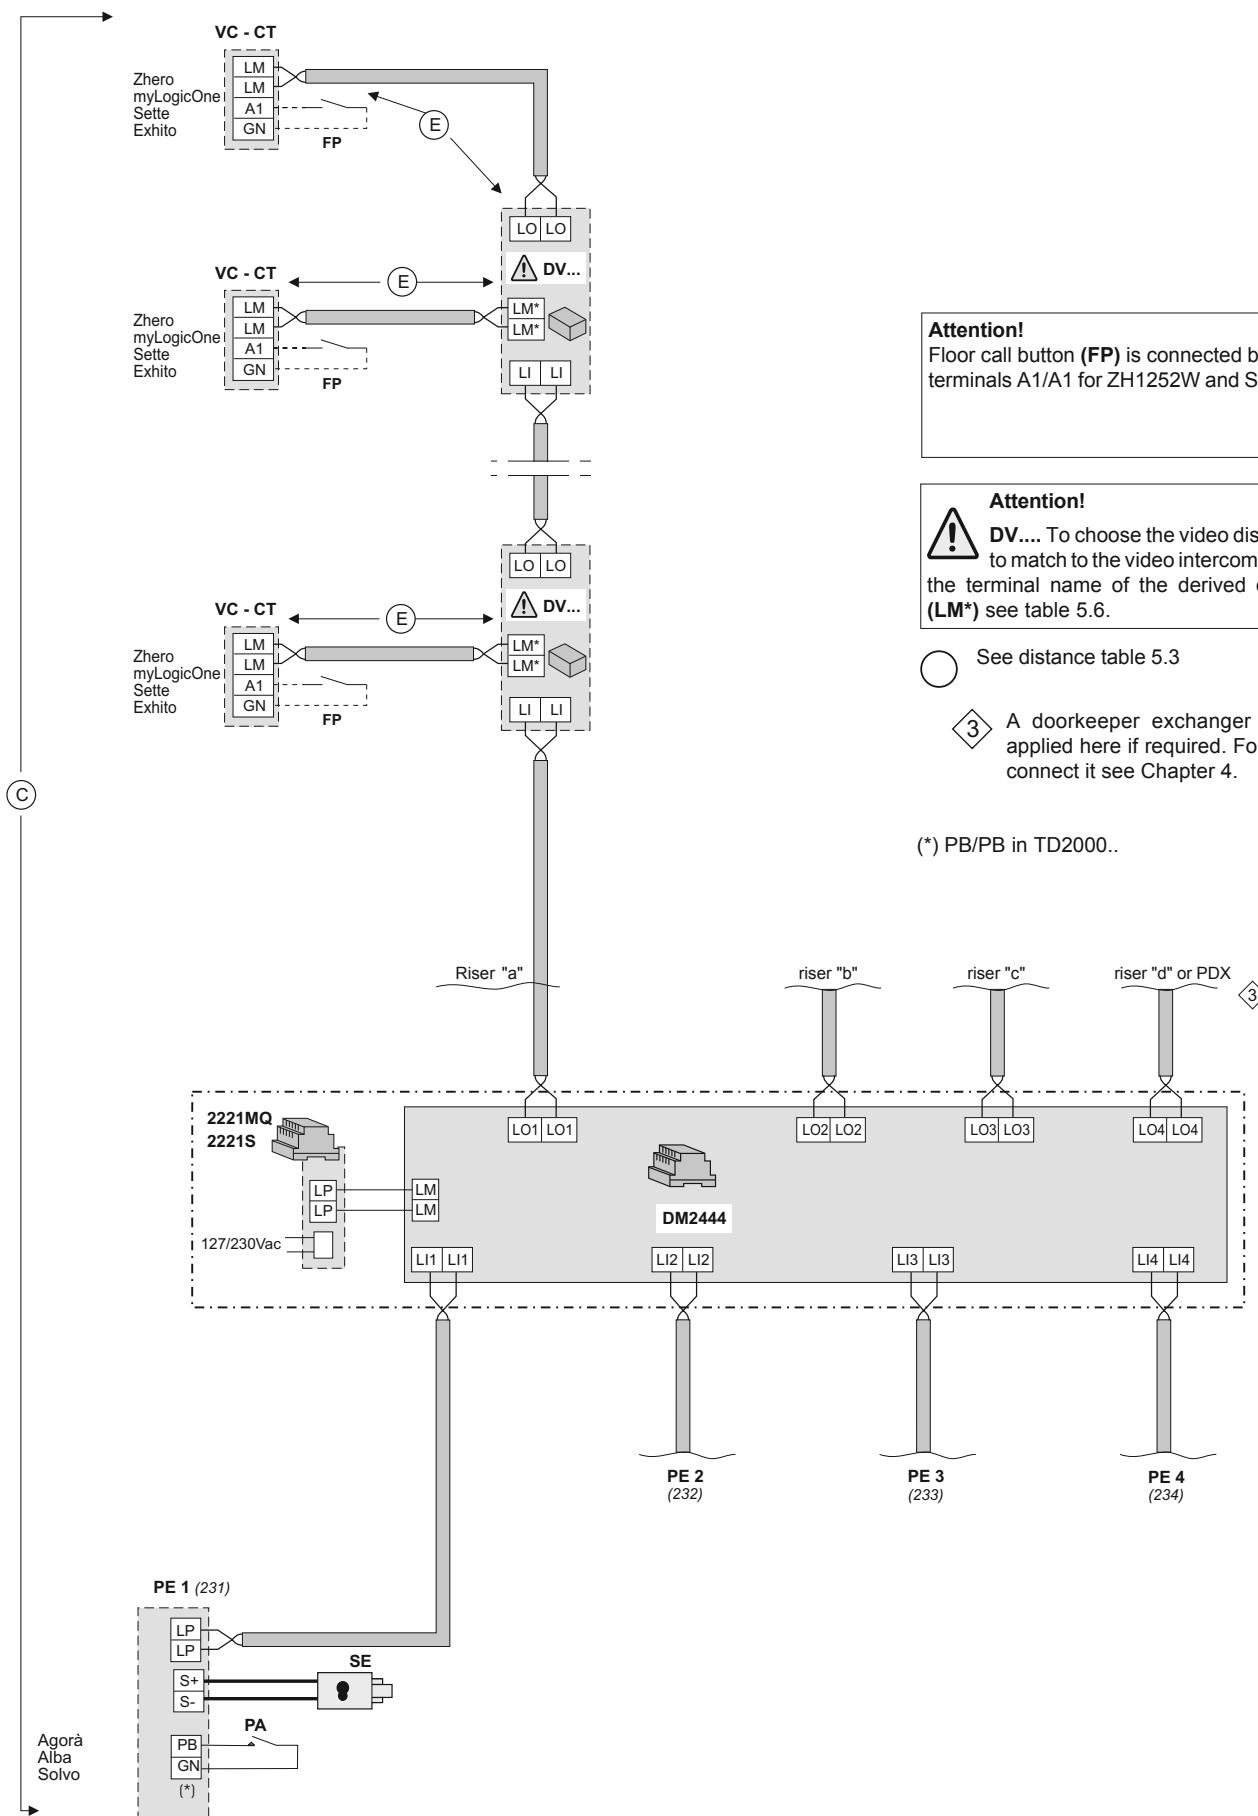 VC - CT
Zhero
myLogicOne
Sette
Exhito
LM
LM
A1
GN
FP
E
LO LO
DV...
VC - CT
E
Zhero
myLogicOne
Sette
Exhito
LM
LM
A1
GN
FP
LM*
LM*
LI LI
Attention!
Floor call button (FP) is connected b
terminals A1/A1 for ZH1252W and S
Attention!
DV.... To choose the video dis
to match to the video intercom
the terminal name of the derived
(LM*) see table 5.6.
LO LO
DV...
VC - CT
E
Zhero
myLogicOne
Sette
Exhito
LM
LM
A1
GN
FP
LM*
LM*
LI LI
See distance table 5.3
3
A doorkeeper exchanger
applied here if required. Fo
connect it see Chapter 4.
C
(*) PB/PB in TD2000..
Riser "a"
riser "b"
riser "c"
riser "d" or PDX
3
2221MQ
2221S
LO1 LO1
LO2 LO2
LO3 LO3
LO4 LO4
LP
LP
LM
LM
DM2444
127/230Vac
LI1 LI1
LI2 LI2
LI3 LI3
LI4 LI4
PE 2
(232)
PE 3
(233)
PE 4
(234)
PE 1 (231)
LP
LP
SE
S+
S-
PA
PB
GN
(*)
Agorà
Alba
Solvo